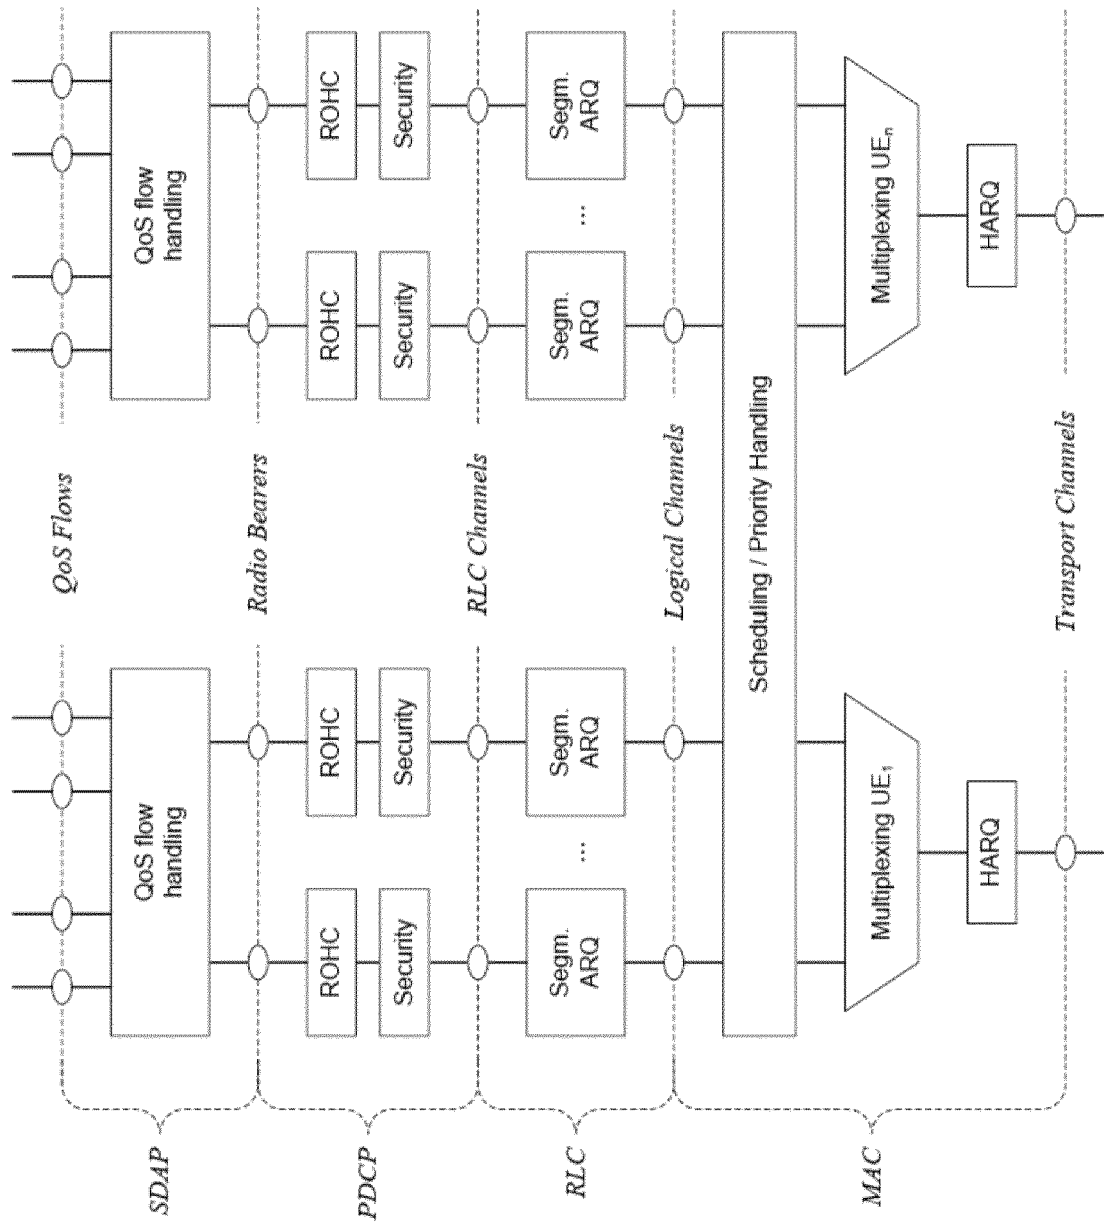 QoS Flows
QoS flow
handling
QoS flow
handling
SDAP
Radio Bearers
ROHC
ROHC
ROHC
ROHC
Security
Security
Security
Security
PDCP
RLC Channels
Segm.
ARQ
...
Segm.
ARQ
Segm.
ARQ
...
Segm.
ARQ
RLC
Logical Channels
Scheduling / Priority Handling
Multiplexing UE1
Multiplexing UEn
HARQ
HARQ
MAC
Transport Channels